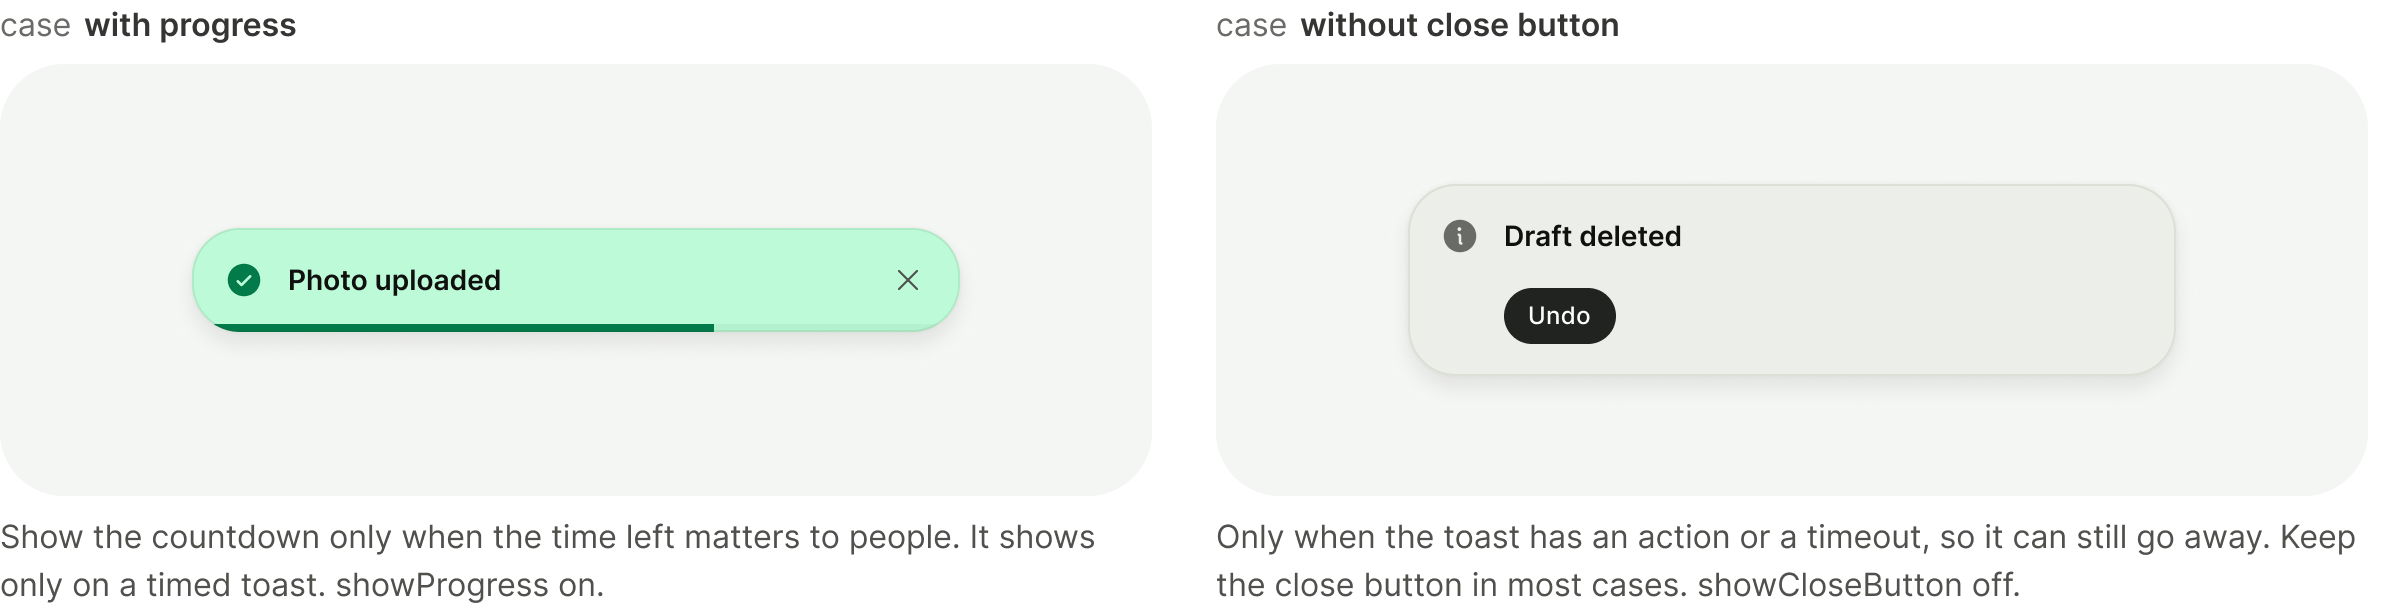 case with progress
Photo uploaded
Show the countdown only when the time left matters to people. It shows
only on a timed toast. showProgress on.
case without close button
Draft deleted
Undo
Only when the toast has an action or a timeout, so it can still go away. Keep
the close button in most cases. showCloseButton off.